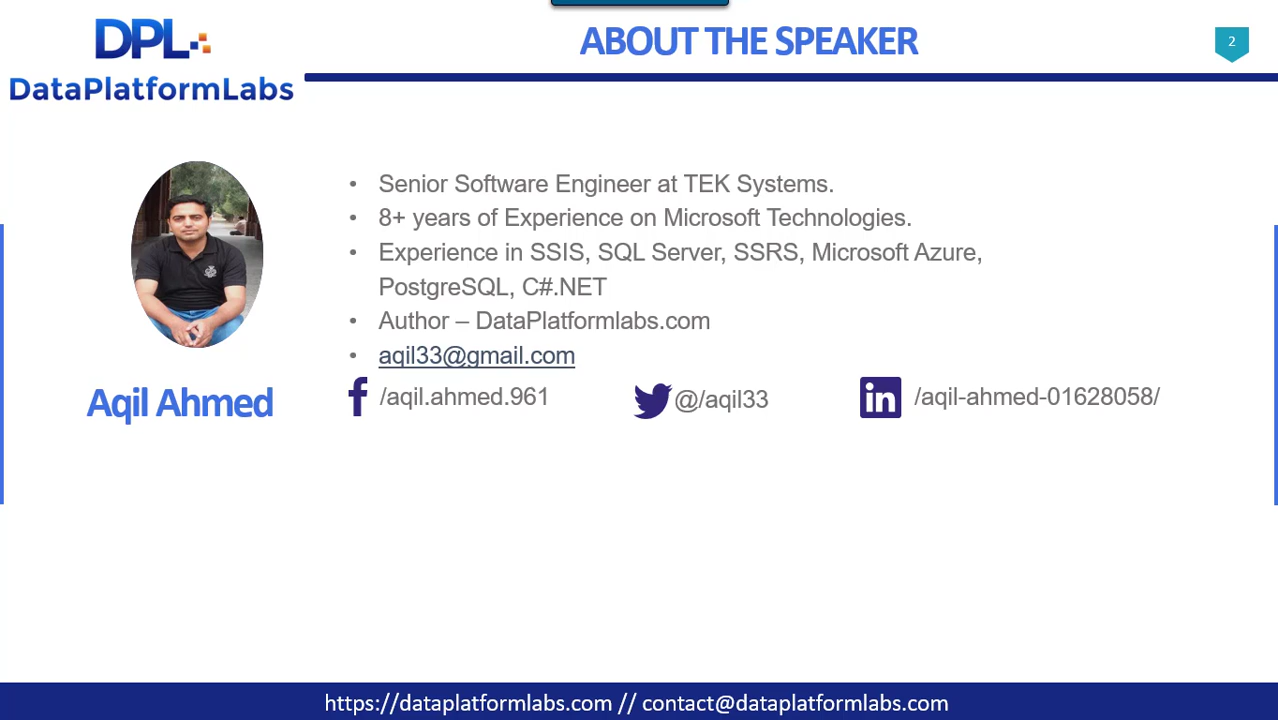 DPL
DataPlatformLabs
ABOUT THE SPEAKER
2
• Senior Software Engineer at TEK Systems.
• 8+ years of Experience on Microsoft Technologies.
• Experience in SSIS, SQL Server, SSRS, Microsoft Azure,
PostgreSQL, C#.NET
• Author – DataPlatformlabs.com
• aqil33@gmail.com
Aqil Ahmed
f /aqil.ahmed.961
@/aqil33
in /aqil-ahmed-01628058/
https://dataplatformlabs.com // contact@dataplatformlabs.com